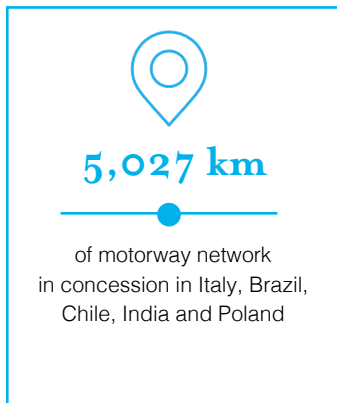 5,027 km
of motorway network
in concession in Italy, Brazil,
Chile, India and Poland